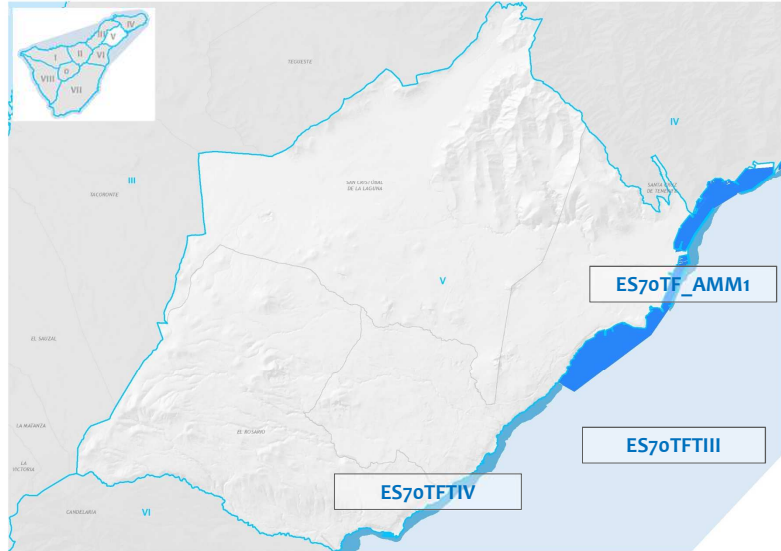 IV
III
V
I
II
VI
O
VIII
VII
TEGUESTE
IV
III
TACORONTE
SAN CRISTÓBAL
DE LA LAGUNA
SANTA CRUZ
DE TENERIFE
V
ES70TF_AMM1
EL SAUZAL
LA MATANZA
EL ROSARIO
ES70TFTIII
LA
VICTORIA
ES70TFTIV
CANDELARIA
VI